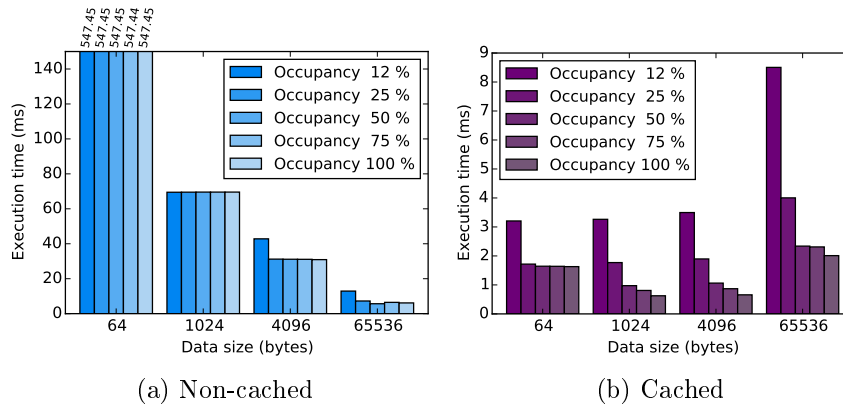 547.45
547.45
547.45
547.44
547.45
Execution time (ms)
140
120
100
80
60
40
20
0
Occupancy 12 %
Occupancy 25 %
Occupancy 50 %
Occupancy 75 %
Occupancy 100 %
64 1024 4096 65536
Data size (bytes)
(a) Non-cached
Execution time (ms)
9
8
7
6
5
4
3
2
1
0
Occupancy 12 %
Occupancy 25 %
Occupancy 50 %
Occupancy 75 %
Occupancy 100 %
64 1024 4096 65536
Data size (bytes)
(b) Cached